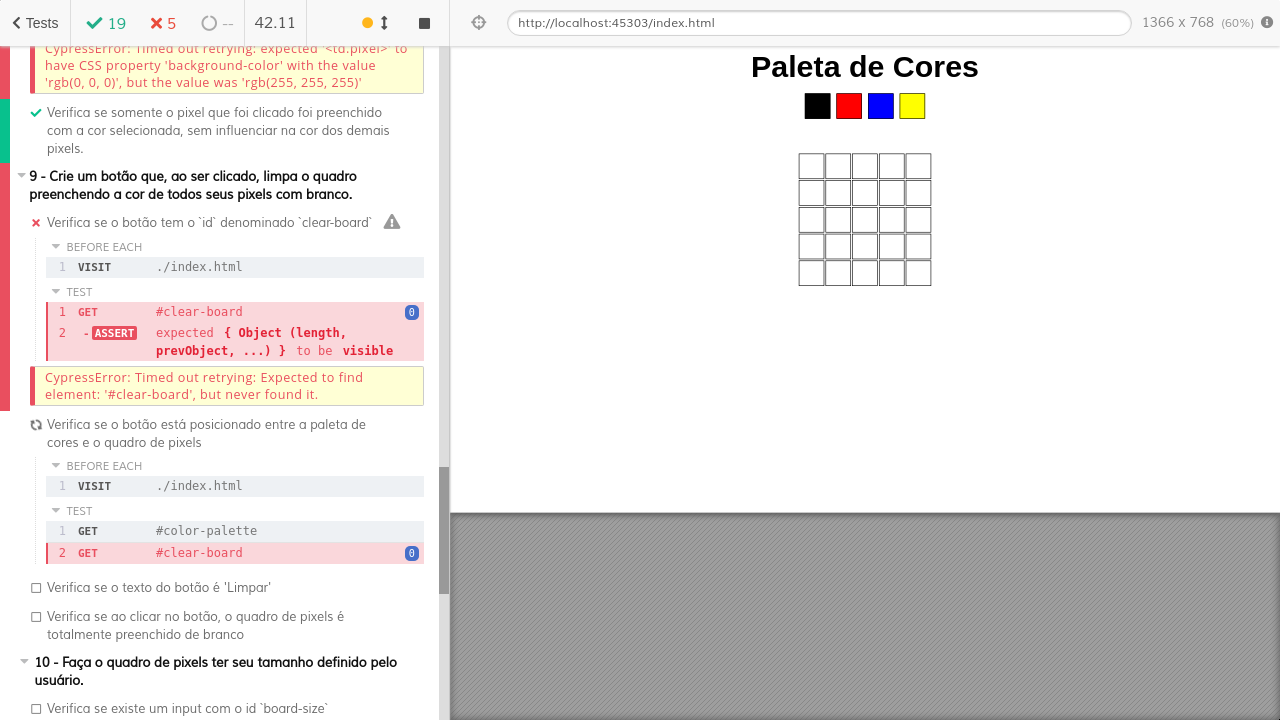 Tests
19
5
--
42.11
http://localhost:45303/index.html
1366 x 768 (60%)
CypressError: Timed out retrying: expected '<td.pixel>' to
have CSS property 'background-color' with the value
'rgb(0, 0, 0)', but the value was 'rgb(255, 255, 255)'
Verifica se somente o pixel que foi clicado foi preenchido
com a cor selecionada, sem influenciar na cor dos demais
pixels.
9 - Crie um botão que, ao ser clicado, limpa o quadro
preenchendo a cor de todos seus pixels com branco.
Verifica se o botão tem o `id` denominado `clear-board`
BEFORE EACH
1 VISIT ./index.html
TEST
1 GET #clear-board 0
2 -ASSERT expected { Object (length,
prevObject, ...) } to be visible
CypressError: Timed out retrying: Expected to find
element: '#clear-board', but never found it.
Verifica se o botão está posicionado entre a paleta de
cores e o quadro de pixels
BEFORE EACH
1 VISIT ./index.html
TEST
1 GET #color-palette
2 GET #clear-board 0
Verifica se o texto do botão é 'Limpar'
Verifica se ao clicar no botão, o quadro de pixels é
totalmente preenchido de branco
10 - Faça o quadro de pixels ter seu tamanho definido pelo
usuário.
Verifica se existe um input com o id `board-size`
Paleta de Cores